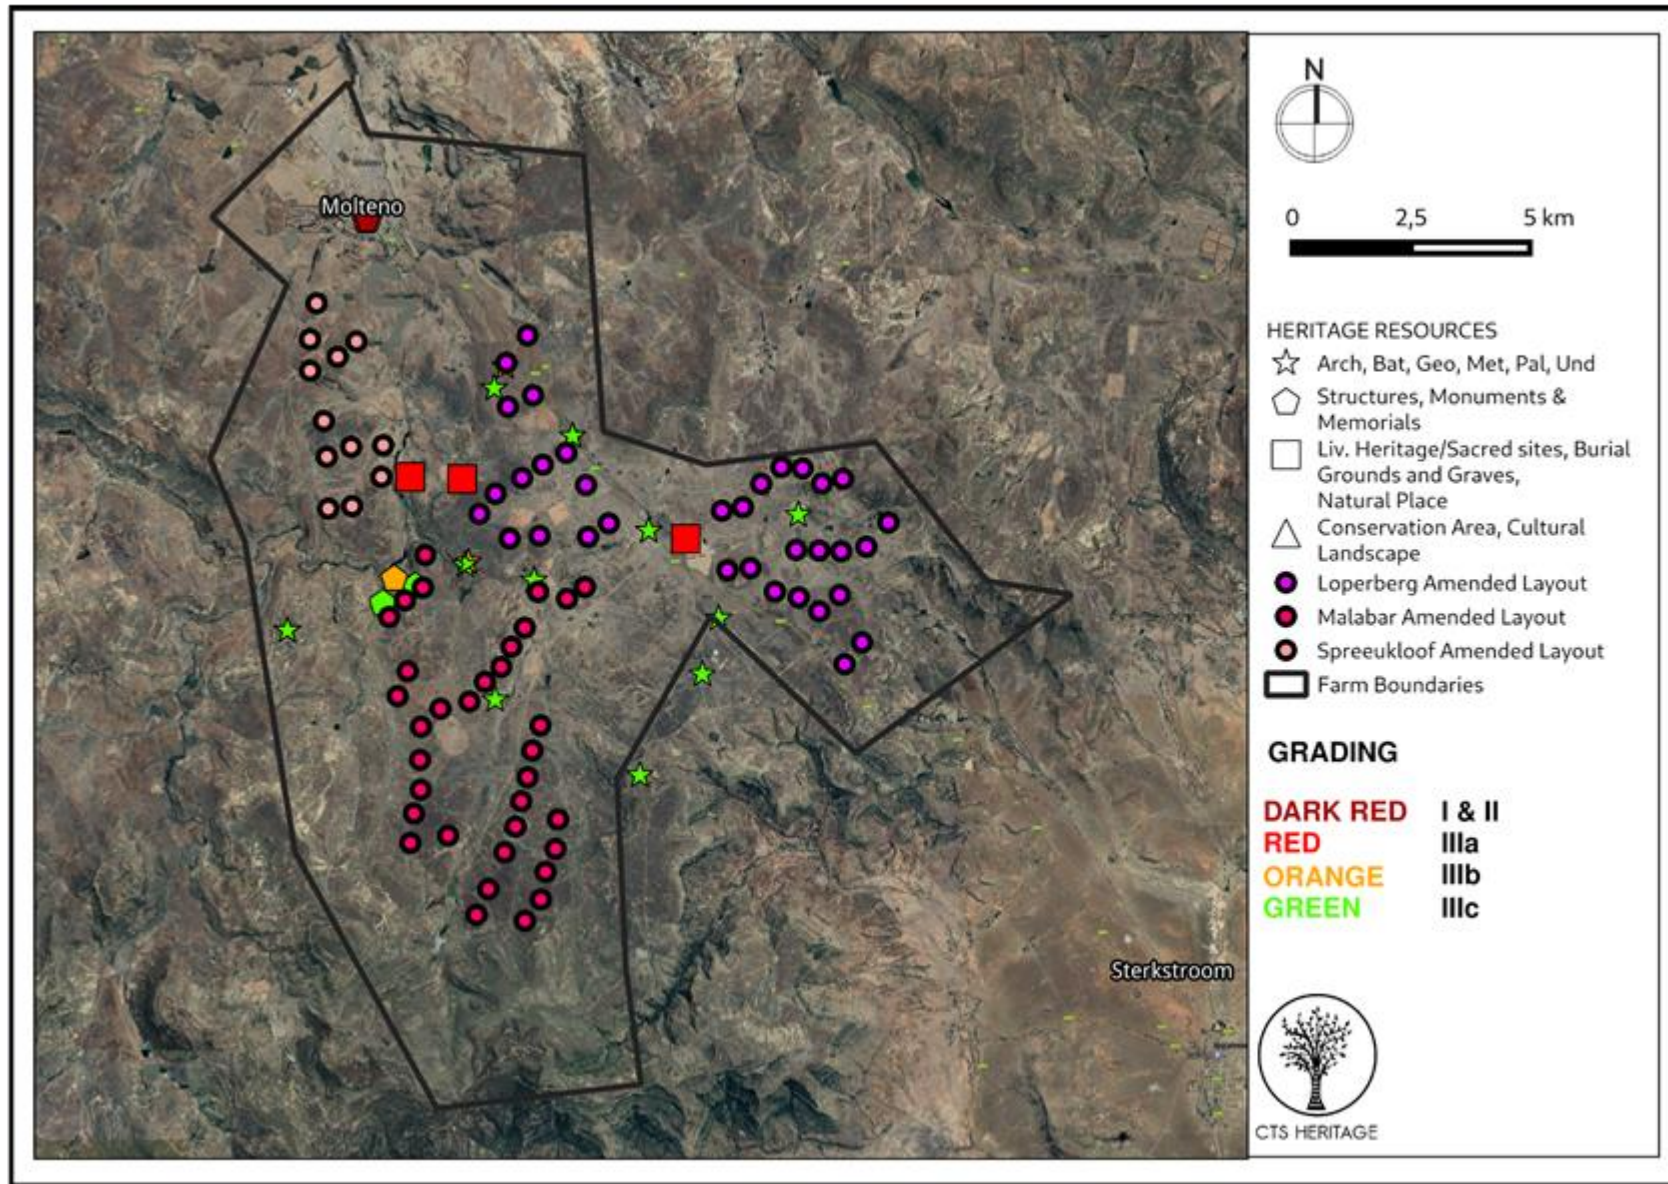 Molteno
Sterkstroom
N
0 2,5 5 km
HERITAGE RESOURCES
Arch, Bat, Geo, Met, Pal, Und
Structures, Monuments &
Memorials
Liv. Heritage/Sacred sites, Burial
Grounds and Graves,
Natural Place
Conservation Area, Cultural
Landscape
Loperberg Amended Layout
Malabar Amended Layout
Spreeukloof Amended Layout
Farm Boundaries
GRADING
DARK RED I & II
RED IIIa
ORANGE IIIb
GREEN IIIc
CTS HERITAGE